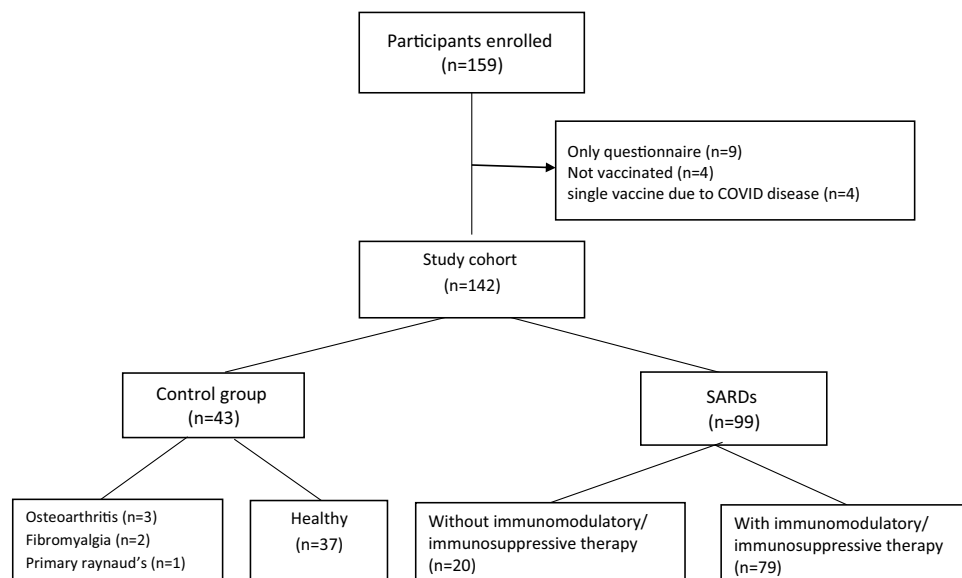 Participants enrolled
(n=159)
Only questionnaire (n=9)
Not vaccinated (n=4)
single vaccine due to COVID disease (n=4)
Study cohort
(n=142)
Control group
(n=43)
SARDs
(n=99)
Osteoarthritis (n=3)
Fibromyalgia (n=2)
Primary raynaud's (n=1)
Healthy
(n=37)
Without immunomodulatory/
immunosuppressive therapy
(n=20)
With immunomodulatory/
immunosuppressive therapy
(n=79)